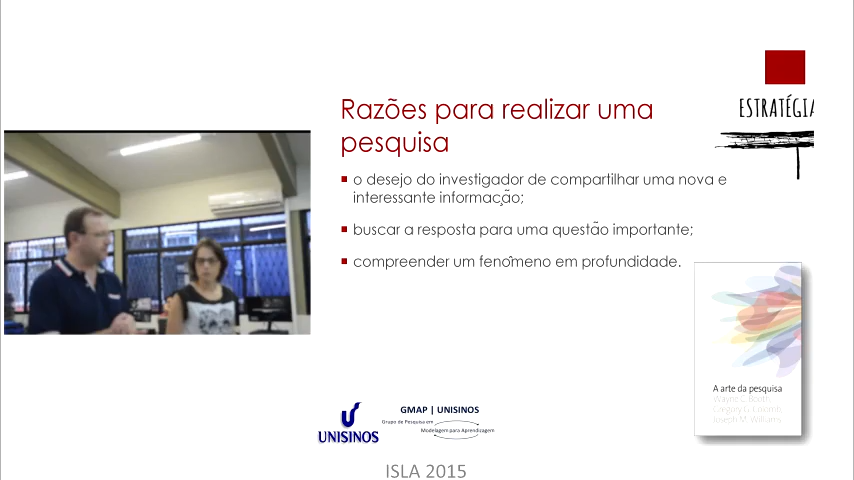 ESTRATÉGIA
Razões para realizar uma
pesquisa
o desejo do investigador de compartilhar uma nova e
interessante informação;
buscar a resposta para uma questão importante;
compreender um fenômeno em profundidade.
A arte da pesquisa
Wayne C. Booth
Gregory G. Colomb
Joseph M. Williams
UNISINOS
GMAP | UNISINOS
Grupo de Pesquisa em
Modelagem para Aprendizagem
ISLA 2015